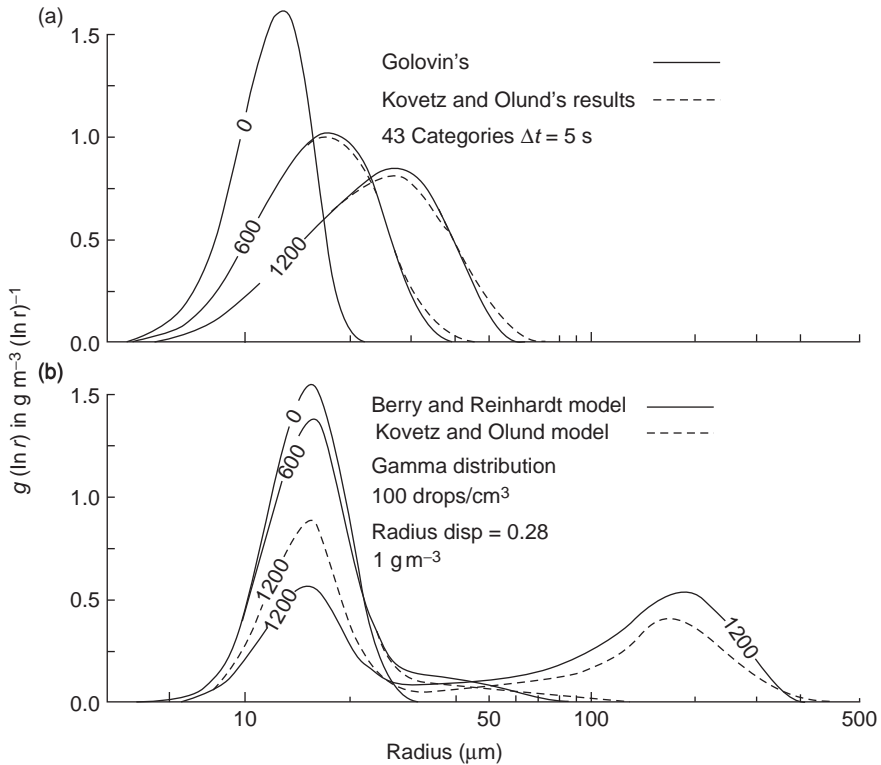 (a)
1.5
1.0
0.5
0.0
0
600
1200
Golovin's
Kovetz and Olund's results
43 Categories Δt = 5 s
g (ln r) in g m⁻³ (ln r)⁻¹
(b)
1.5
1.0
0.5
0.0
0
600
1200
1200
1200
Berry and Reinhardt model
Kovetz and Olund model
Gamma distribution
100 drops/cm³
Radius disp = 0.28
1 g m⁻³
10
50
100
500
Radius (μm)